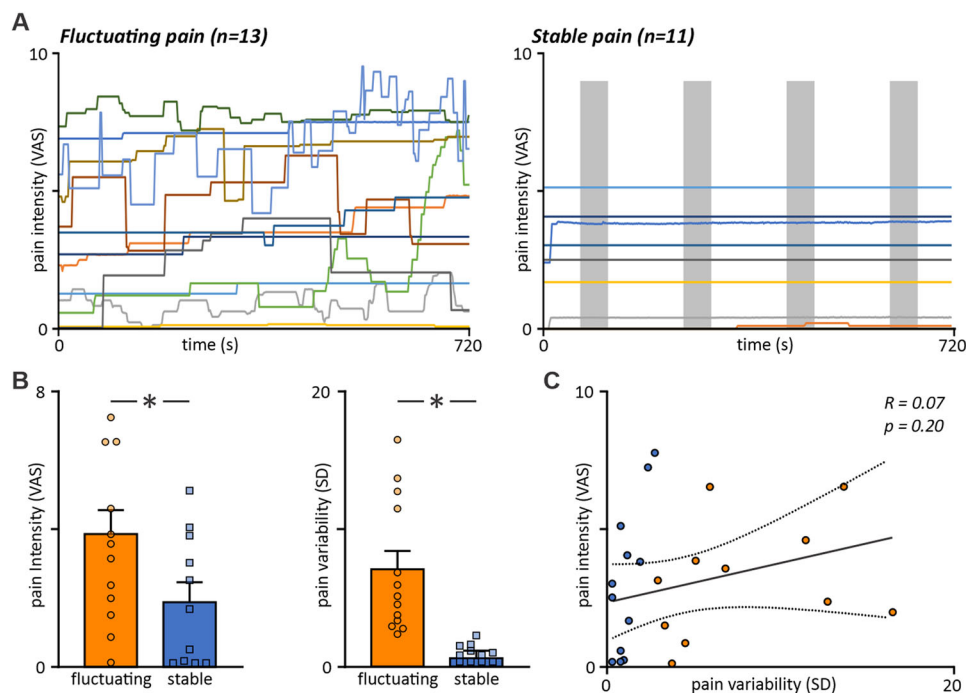 A
Fluctuating pain (n=13)
Stable pain (n=11)
10
10
pain intensity (VAS)
pain intensity (VAS)
0
0
0
time (s)
720
0
time (s)
720
B
8
20
C
10
*
*
R = 0.07
p = 0.20
pain Intensity (VAS)
pain variability (SD)
pain intensity (VAS)
0
0
0
fluctuating
stable
fluctuating
stable
0
pain variability (SD)
20